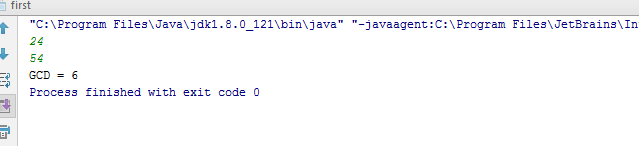 first
"C:\Program Files\Java\jdk1.8.0_121\bin\java" "-javaagent:C:\Program Files\JetBrains\In
24
54
GCD = 6
Process finished with exit code 0